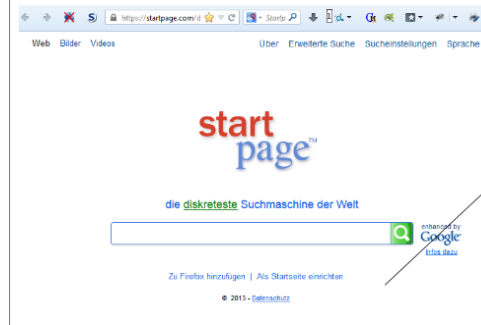 https://startpage.com/d
Startp
Web Bilder Videos Über Erweiterte Suche Sucheinstellungen Sprache
start
page™
die diskreteste Suchmaschine der Welt
enhanced by
Google
Infos dazu
Zu Firefox hinzufügen | Als Startseite einrichten
© 2013 - Datenschutz